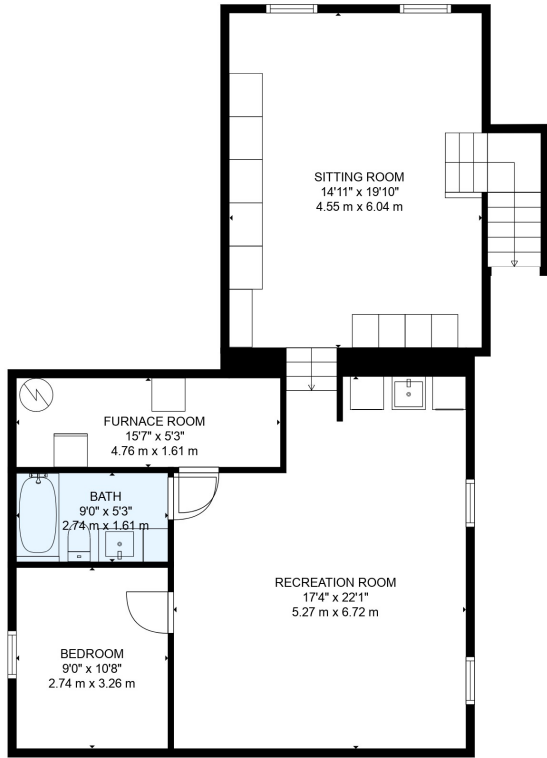 SITTING ROOM
14'11" x 19'10"
4.55 m x 6.04 m
FURNACE ROOM
15'7" x 5'3"
4.76 m x 1.61 m
BATH
9'0" x 5'3"
2.74 m x 1.61 m
RECREATION ROOM
17'4" x 22'1"
5.27 m x 6.72 m
BEDROOM
9'0" x 10'8"
2.74 m x 3.26 m